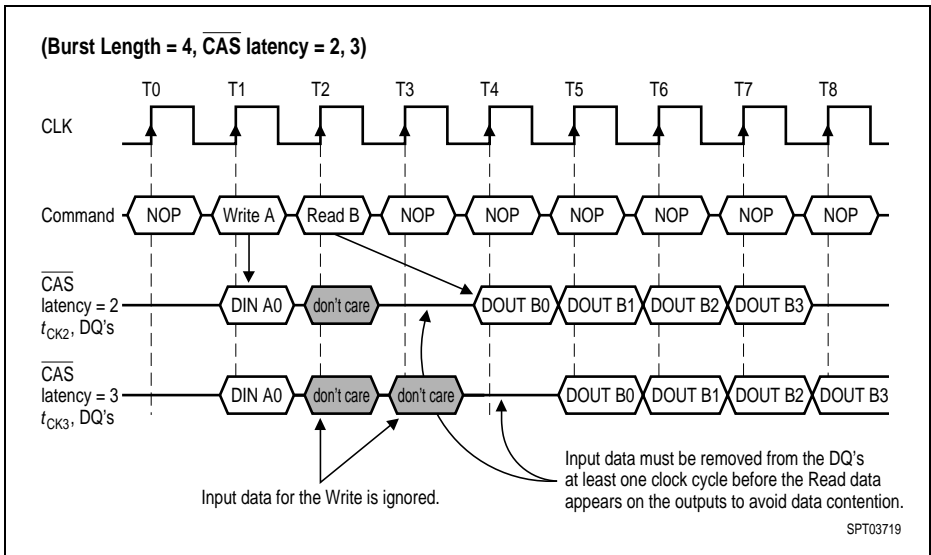 (Burst Length = 4, CAS latency = 2, 3)
T0 T1 T2 T3 T4 T5 T6 T7 T8
CLK
Command NOP Write A Read B NOP NOP NOP NOP NOP NOP
CAS
latency = 2
tCK2, DQ's
DIN A0 don't care DOUT B0 DOUT B1 DOUT B2 DOUT B3
CAS
latency = 3
tCK3, DQ's
DIN A0 don't care don't care DOUT B0 DOUT B1 DOUT B2 DOUT B3
Input data for the Write is ignored.
Input data must be removed from the DQ's
at least one clock cycle before the Read data
appears on the outputs to avoid data contention.
SPT03719